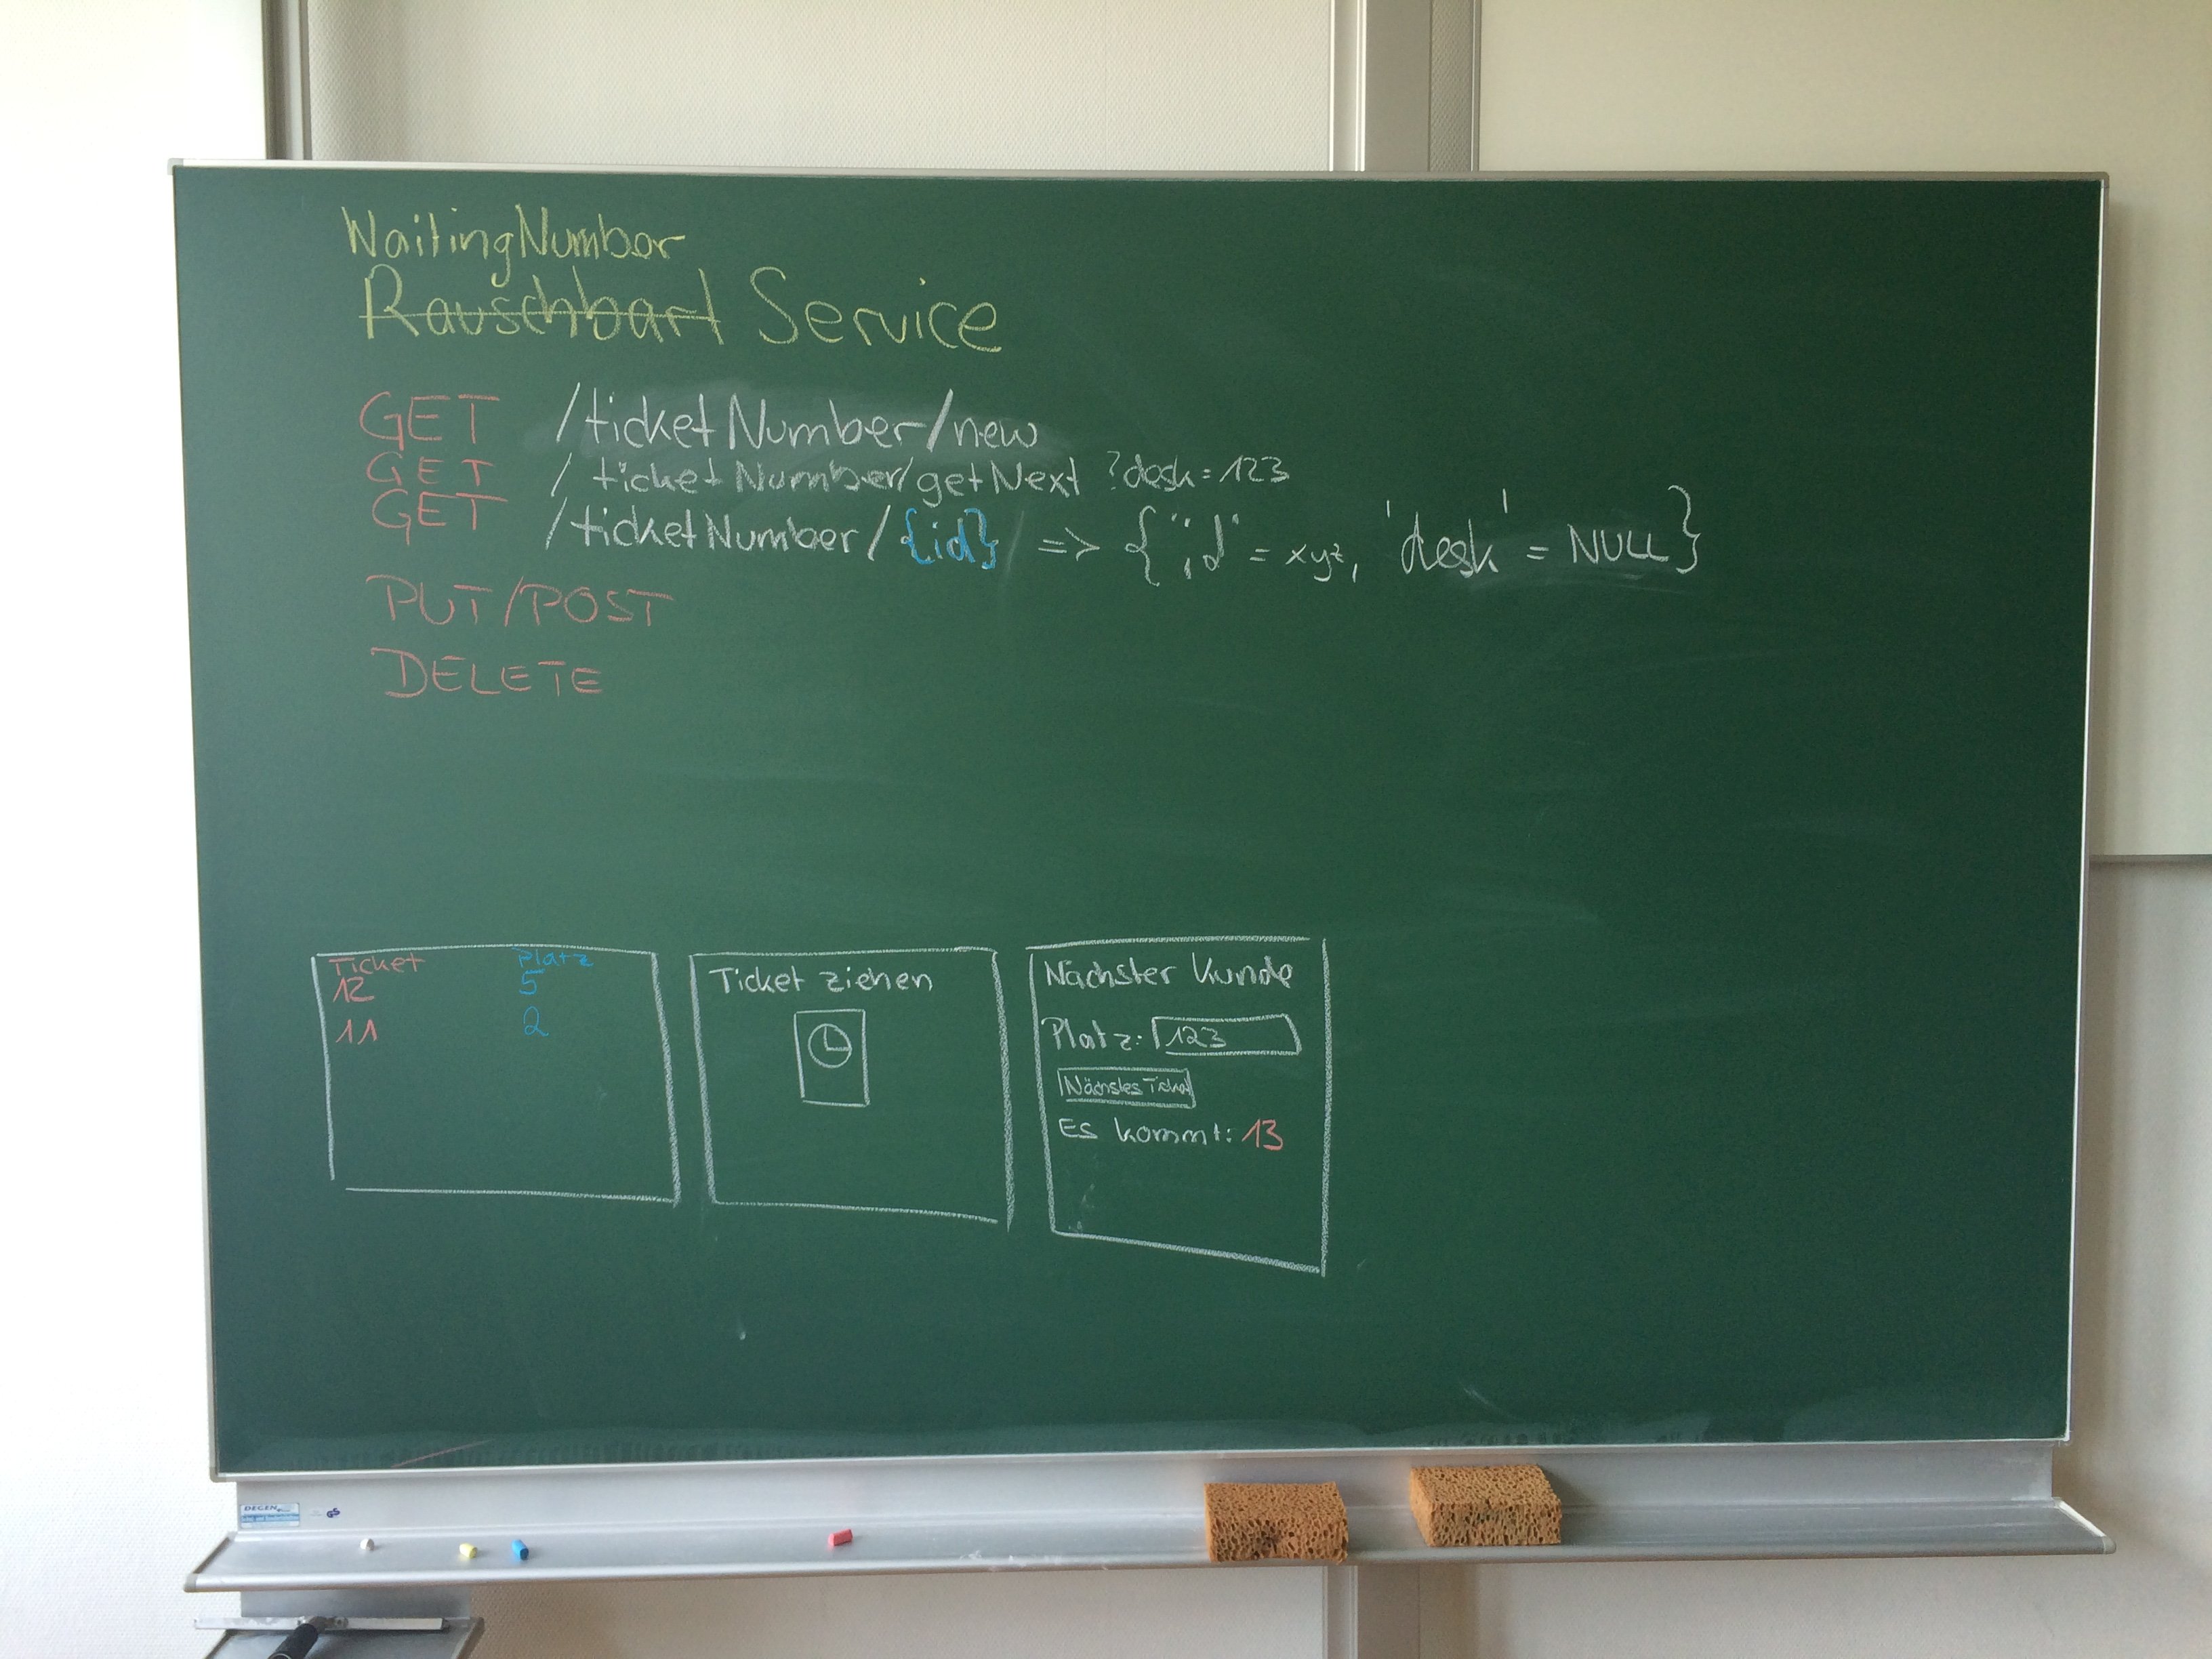 WaitingNumber
Rauschbart Service
GET /ticketNumber/new
GET /ticketNumber/getNext ?desk=123
GET /ticketNumber/{id} => {"id" = xyz, 'desk' = NULL}
PUT/POST
DELETE
Ticket Platz
12 5
11 2
Ticket ziehen
Nächster Kunde
Platz: 123
Nächstes Ticket
Es kommt: 13
DEGEN